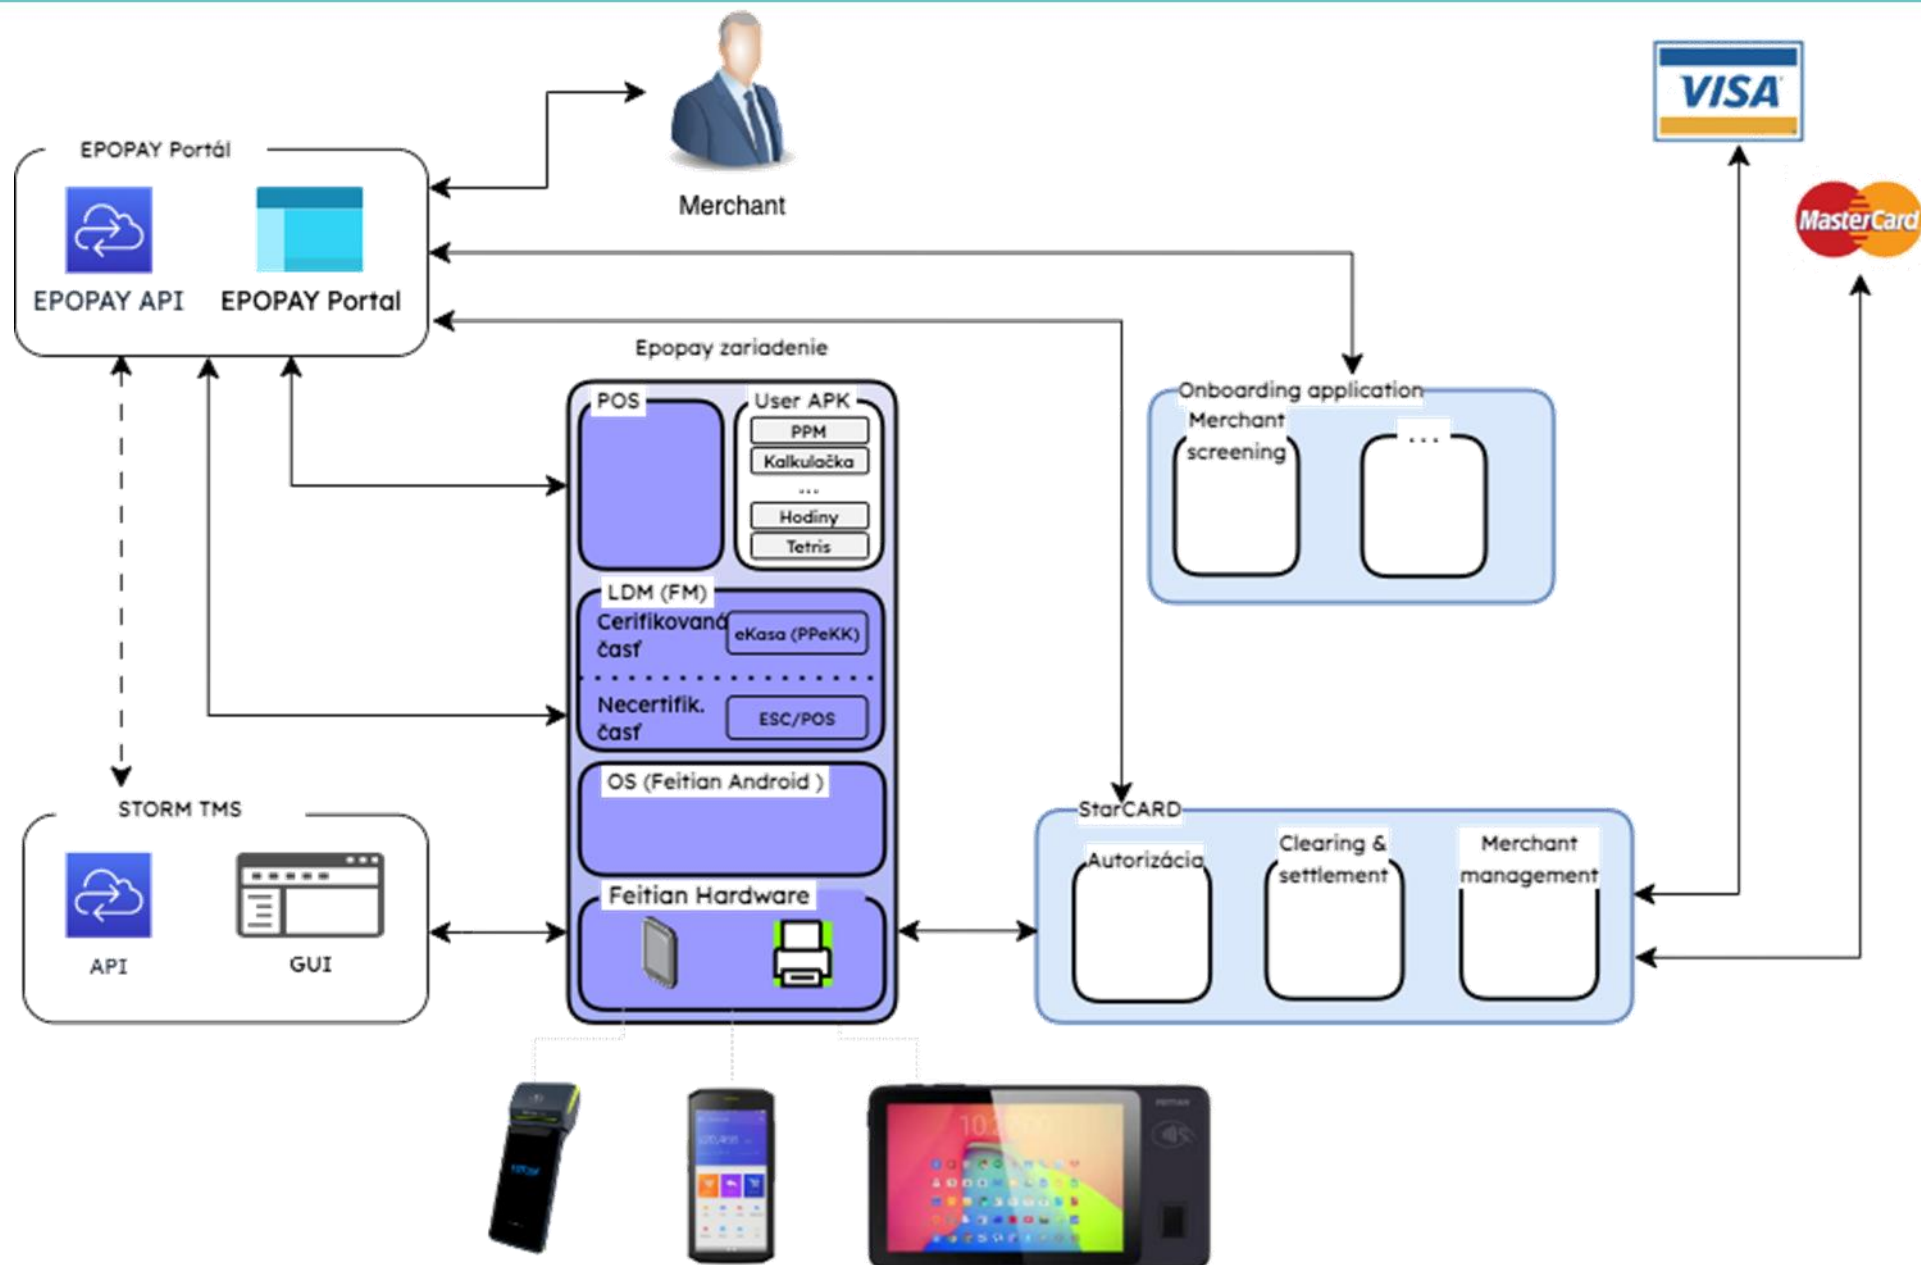 VISA
MasterCard
Merchant
EPOPAY Portál
EPOPAY API
EPOPAY Portal
Epopay zariadenie
POS
User APK
PPM
Kalkulačka
...
Hodiny
Tetris
LDM (FM)
Cerifikovaná
časť
eKasa (PPeKK)
Necertifik.
časť
ESC/POS
OS (Feitian Android )
Feitian Hardware
Onboarding application
Merchant
screening
...
STORM TMS
API
GUI
StarCARD
Autorizácia
Clearing &
settlement
Merchant
management
FEITIAN